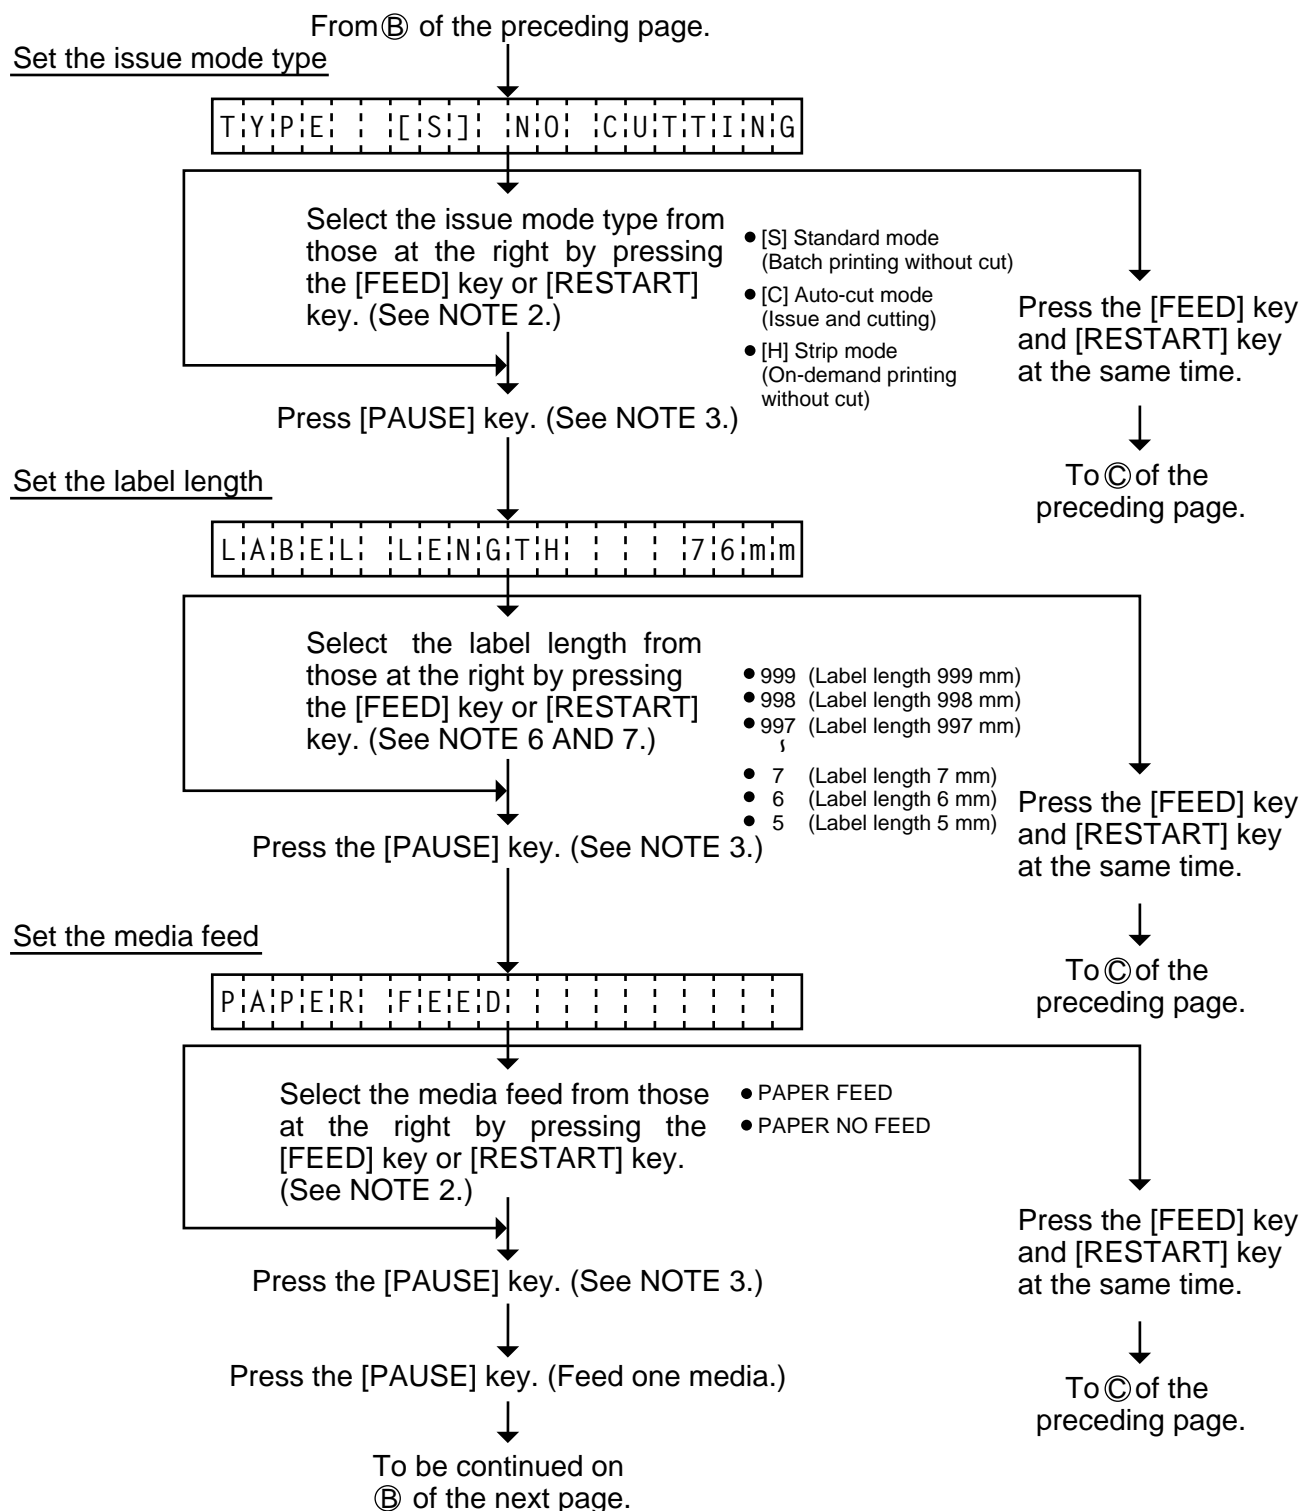 From Ⓑ of the preceding page.
Set the issue mode type
TYPE  [S] NO CUTTING
Select the issue mode type from
those at the right by pressing
the [FEED] key or [RESTART]
key. (See NOTE 2.)
● [S] Standard mode
(Batch printing without cut)
● [C] Auto-cut mode
(Issue and cutting)
● [H] Strip mode
(On-demand printing
without cut)
Press the [FEED] key
and [RESTART] key
at the same time.
To Ⓒ of the
preceding page.
Press [PAUSE] key. (See NOTE 3.)
Set the label length
LABEL LENGTH    76mm
Select the label length from
those at the right by pressing
the [FEED] key or [RESTART]
key. (See NOTE 6 AND 7.)
● 999 (Label length 999 mm)
● 998 (Label length 998 mm)
● 997 (Label length 997 mm)
≀
● 7 (Label length 7 mm)
● 6 (Label length 6 mm)
● 5 (Label length 5 mm)
Press the [FEED] key
and [RESTART] key
at the same time.
To Ⓒ of the
preceding page.
Press the [PAUSE] key. (See NOTE 3.)
Set the media feed
PAPER FEED
Select the media feed from those
at the right by pressing the
[FEED] key or [RESTART] key.
(See NOTE 2.)
● PAPER FEED
● PAPER NO FEED
Press the [FEED] key
and [RESTART] key
at the same time.
To Ⓒ of the
preceding page.
Press the [PAUSE] key. (See NOTE 3.)
Press the [PAUSE] key. (Feed one media.)
To be continued on
Ⓑ of the next page.